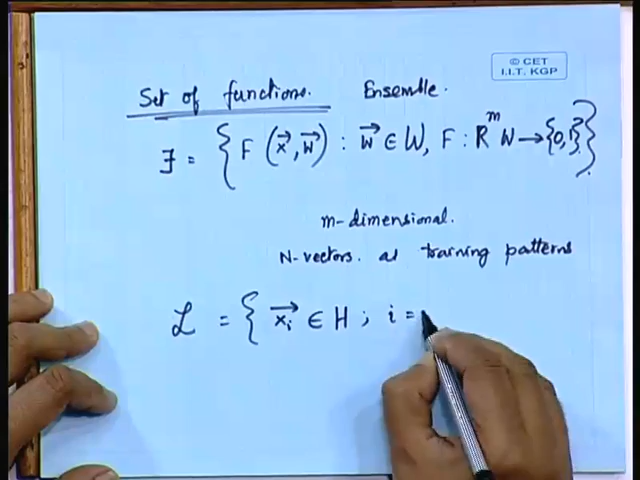 © CET
I.I.T. KGP
Set of functions. Ensemble.
Ƒ = { F (x⃗, w⃗) : w⃗ ∈ W, F : R^m W → {0,1} }
m-dimensional.
N-vectors. as training patterns
ℒ = { x⃗i ∈ H ; i =